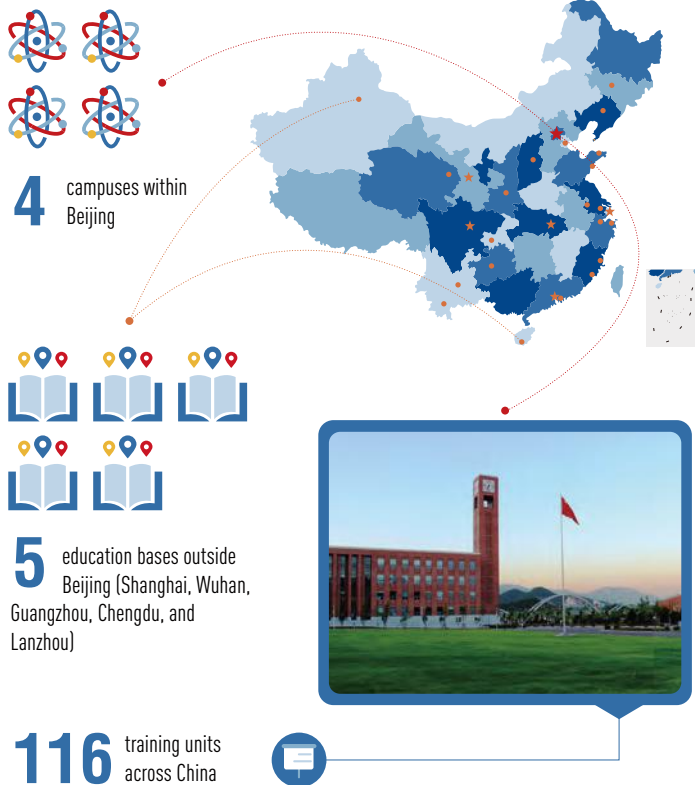 4 campuses within
Beijing
5 education bases outside
Beijing (Shanghai, Wuhan,
Guangzhou, Chengdu, and
Lanzhou)
116 training units
across China